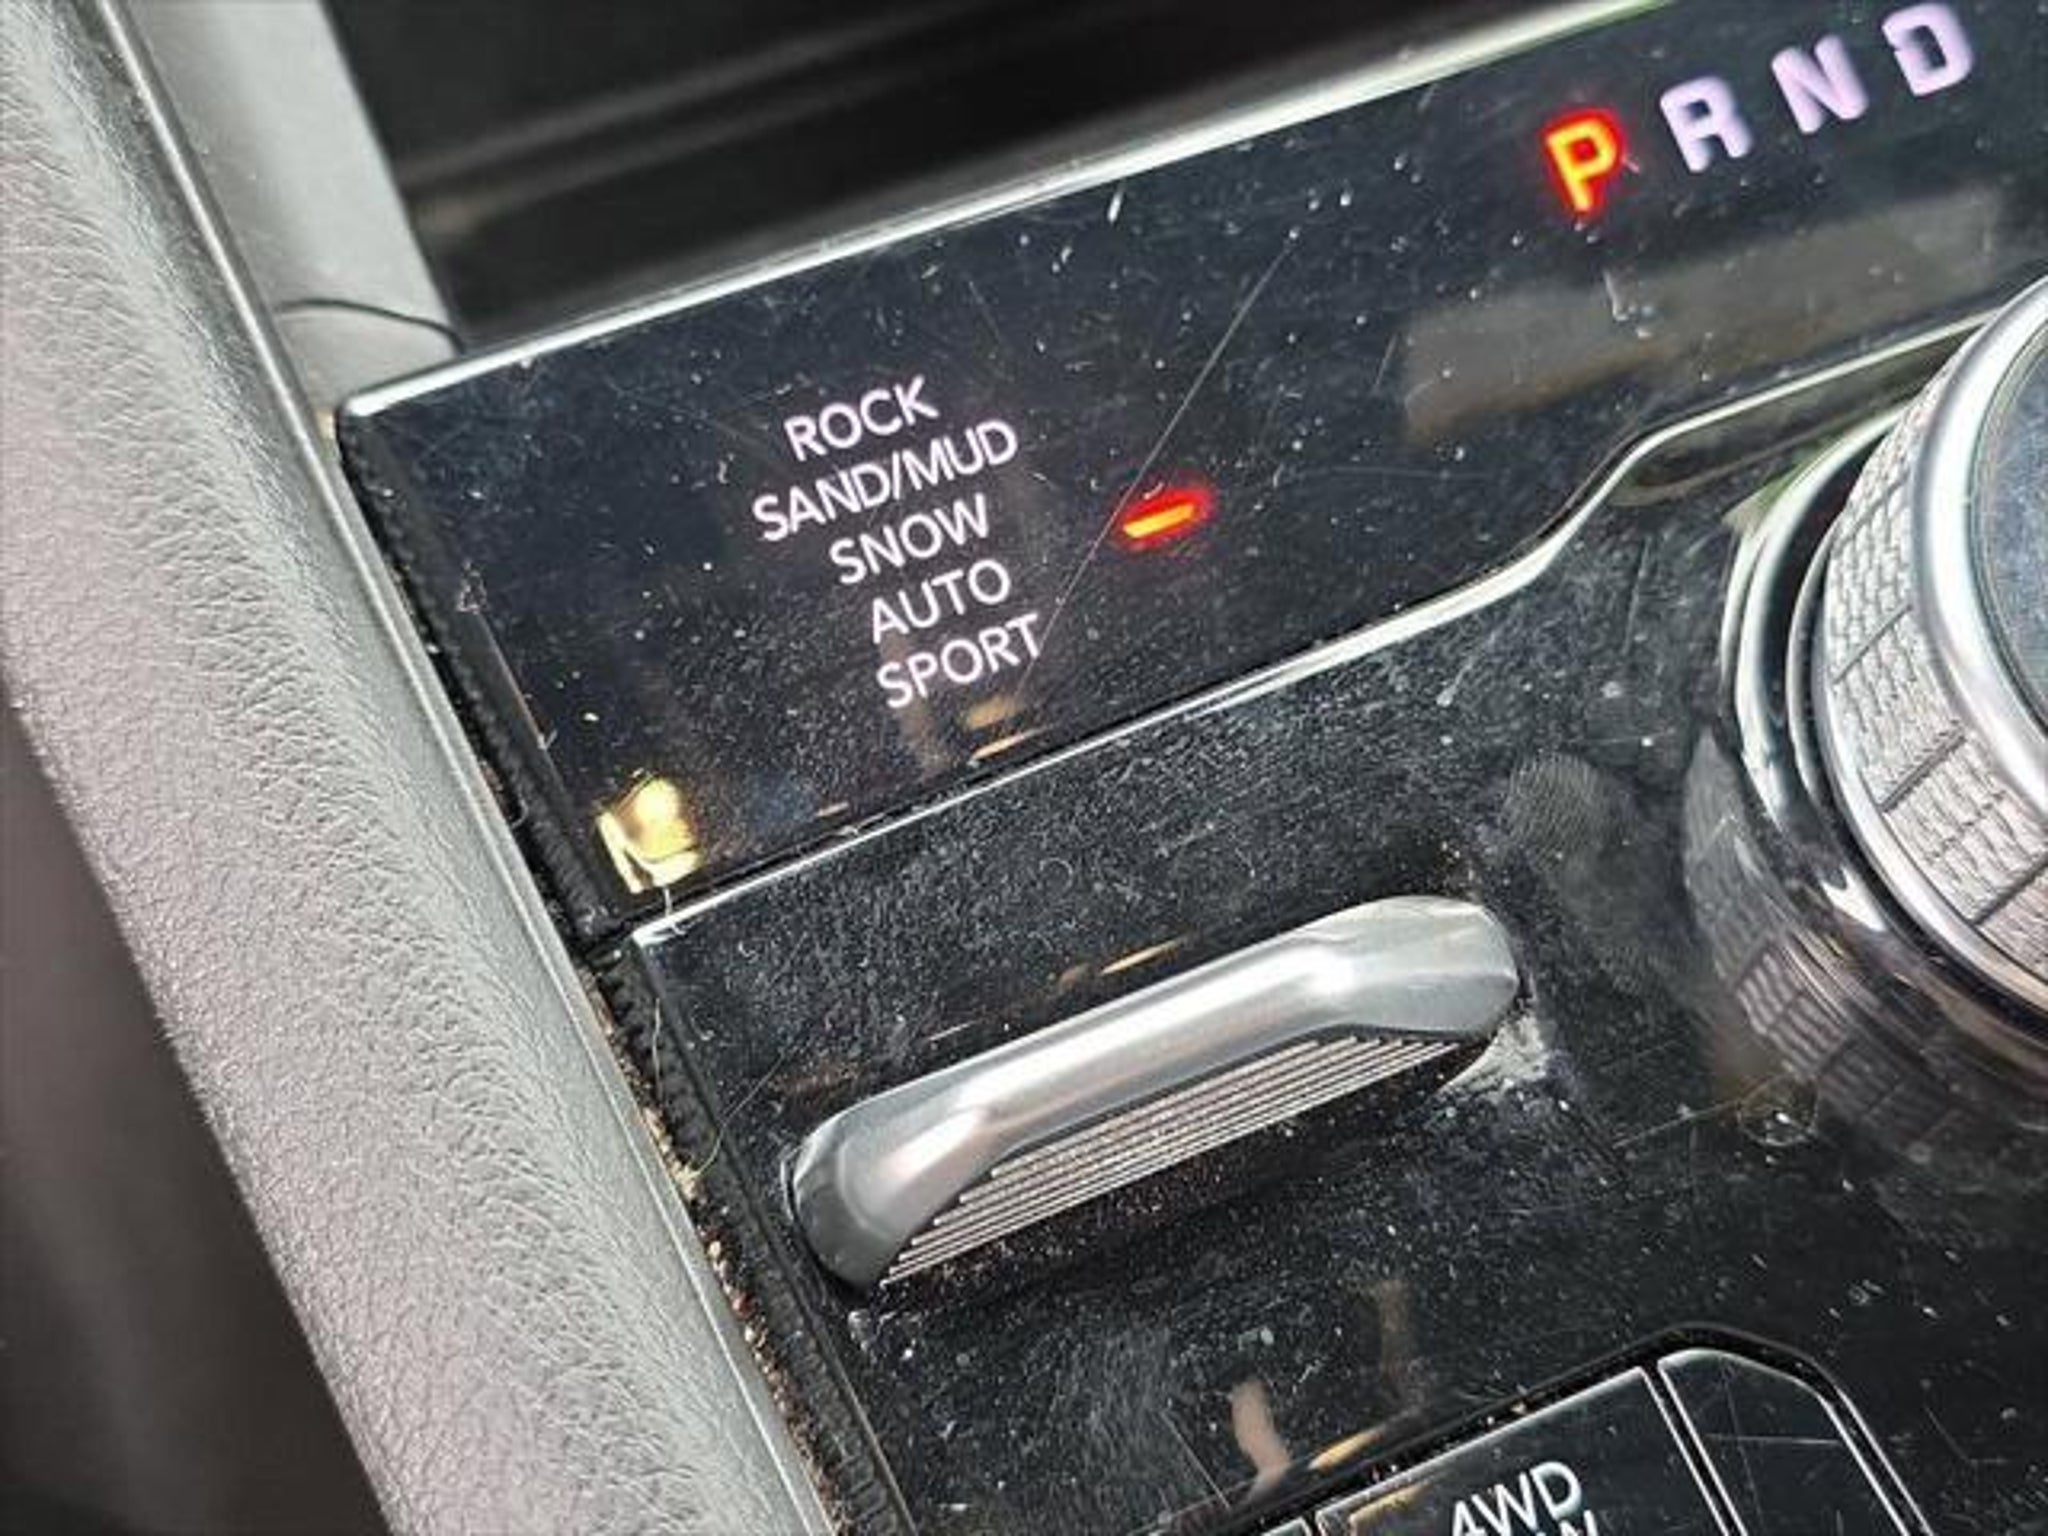 P R N D
ROCK
SAND/MUD
SNOW
AUTO
SPORT
4WD